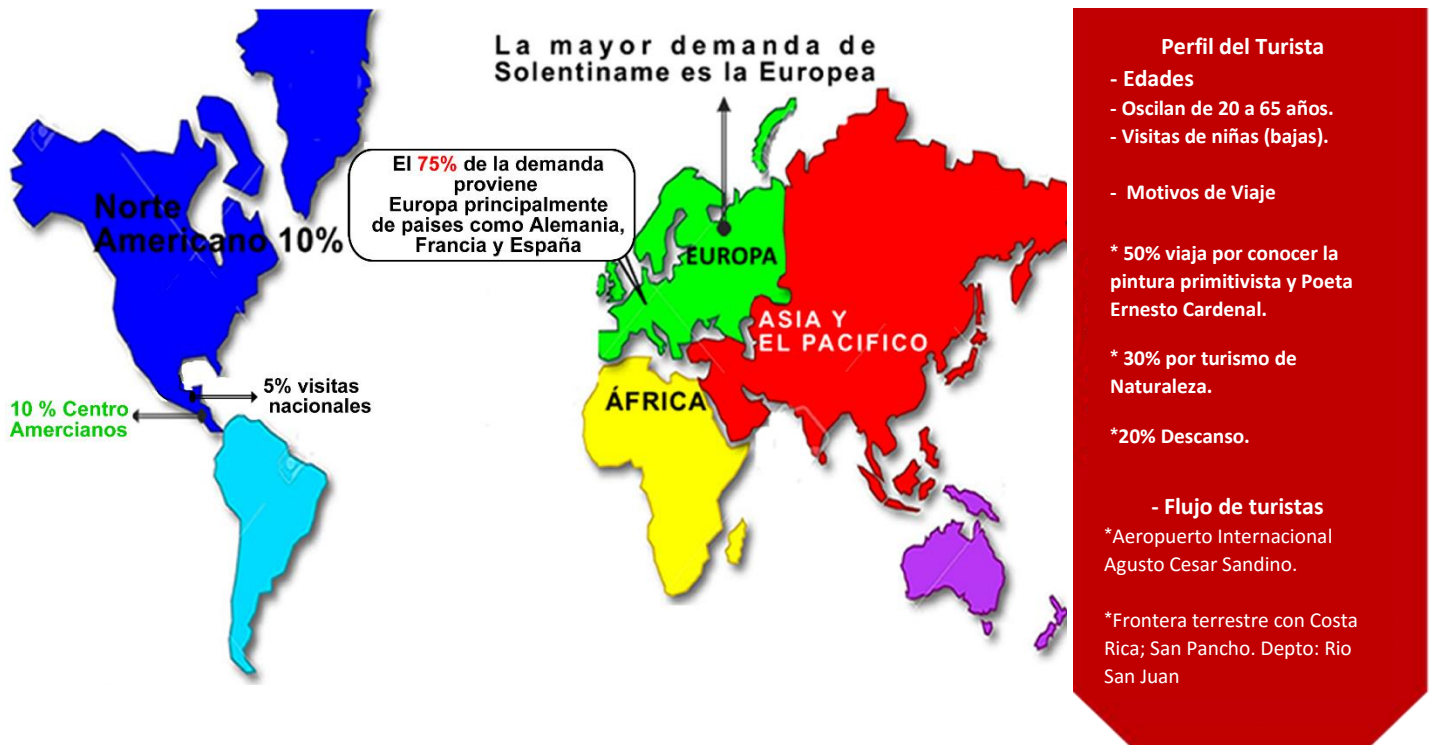 La mayor demanda de
Solentiname es la Europea
El 75% de la demanda
proviene
Europa principalmente
de paises como Alemania,
Francia y España
Norte
Americano 10%
EUROPA
ASIA Y
EL PACIFICO
5% visitas
nacionales
10 % Centro
Amercianos
ÁFRICA
Perfil del Turista
- Edades
- Oscilan de 20 a 65 años.
- Visitas de niñas (bajas).
- Motivos de Viaje
* 50% viaja por conocer la
pintura primitivista y Poeta
Ernesto Cardenal.
* 30% por turismo de
Naturaleza.
*20% Descanso.
- Flujo de turistas
*Aeropuerto Internacional
Agusto Cesar Sandino.
*Frontera terrestre con Costa
Rica; San Pancho. Depto: Rio
San Juan